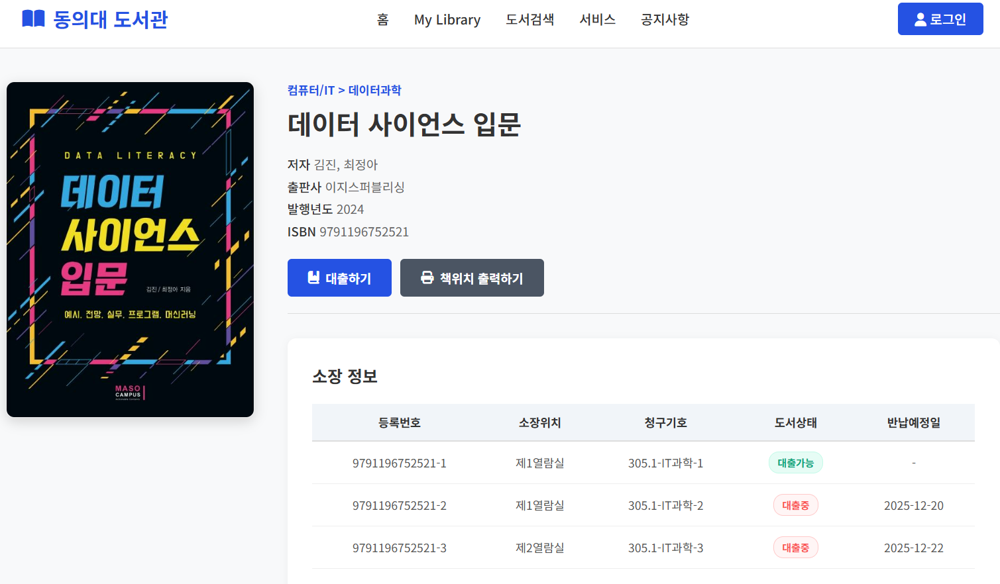 동의대 도서관
홈 My Library 도서검색 서비스 공지사항
로그인
DATA LITERACY
데이터
사이언스
입문
김진 / 최정아 지음
예시. 전망. 실무. 프로그램. 머신러닝
MASO
CAMPUS
컴퓨터/IT > 데이터과학
데이터 사이언스 입문
저자 김진, 최정아
출판사 이지스퍼블리싱
발행년도 2024
ISBN 9791196752521
대출하기 책위치 출력하기
소장 정보
등록번호 소장위치 청구기호 도서상태 반납예정일
9791196752521-1 제1열람실 305.1-IT과학-1 대출가능 -
9791196752521-2 제1열람실 305.1-IT과학-2 대출중 2025-12-20
9791196752521-3 제2열람실 305.1-IT과학-3 대출중 2025-12-22